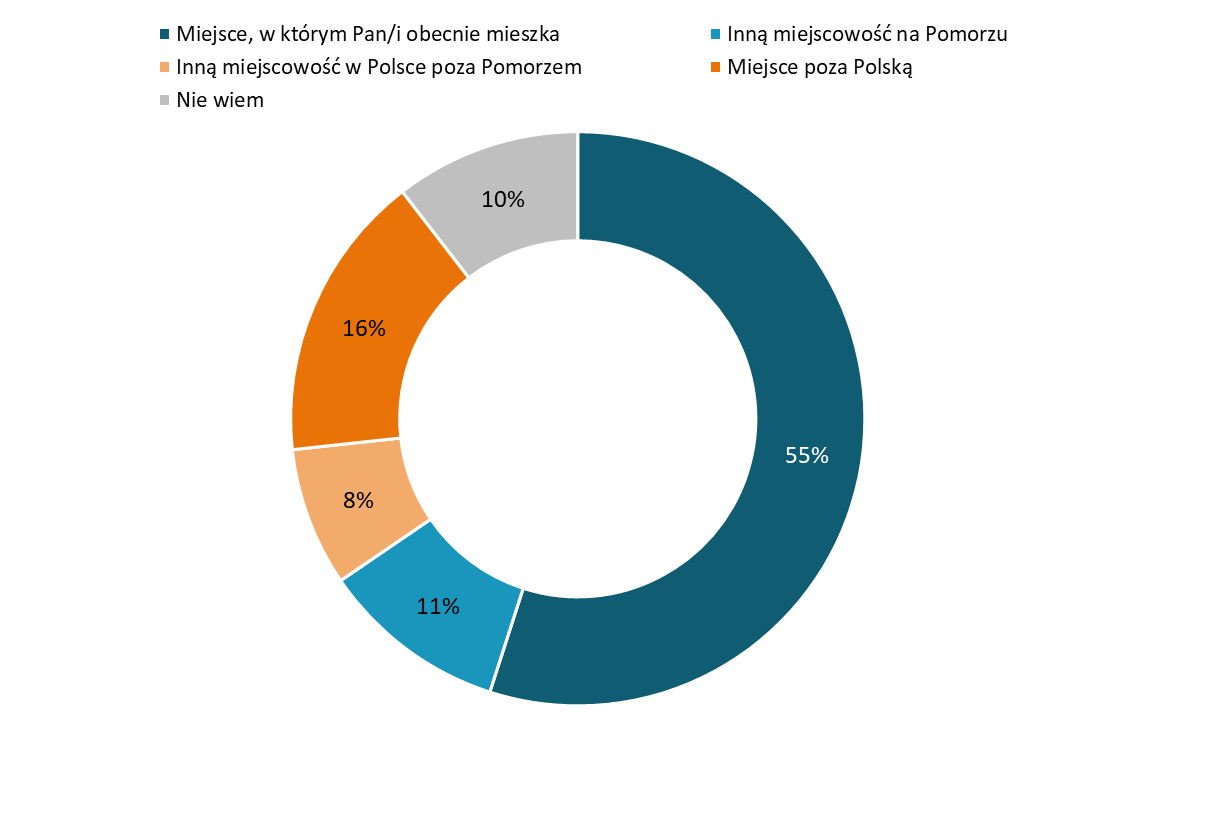 Miejsce, w którym Pan/i obecnie mieszka
Inną miejscowość na Pomorzu
Inną miejscowość w Polsce poza Pomorzem
Miejsce poza Polską
Nie wiem
10%
16%
55%
8%
11%